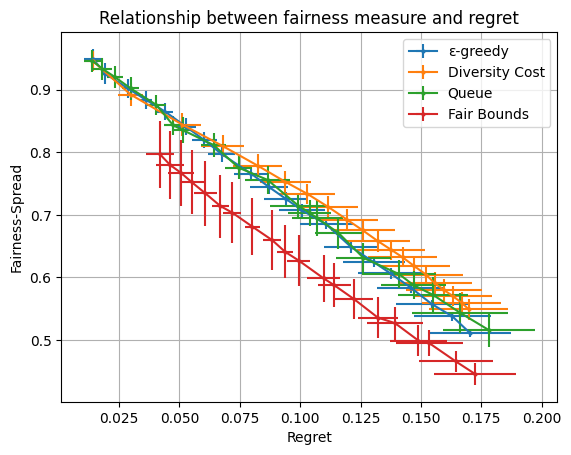 Relationship between fairness measure and regret
ε-greedy
Diversity Cost
Queue
Fair Bounds
Fairness-Spread
0.9
0.8
0.7
0.6
0.5
0.025 0.050 0.075 0.100 0.125 0.150 0.175 0.200
Regret